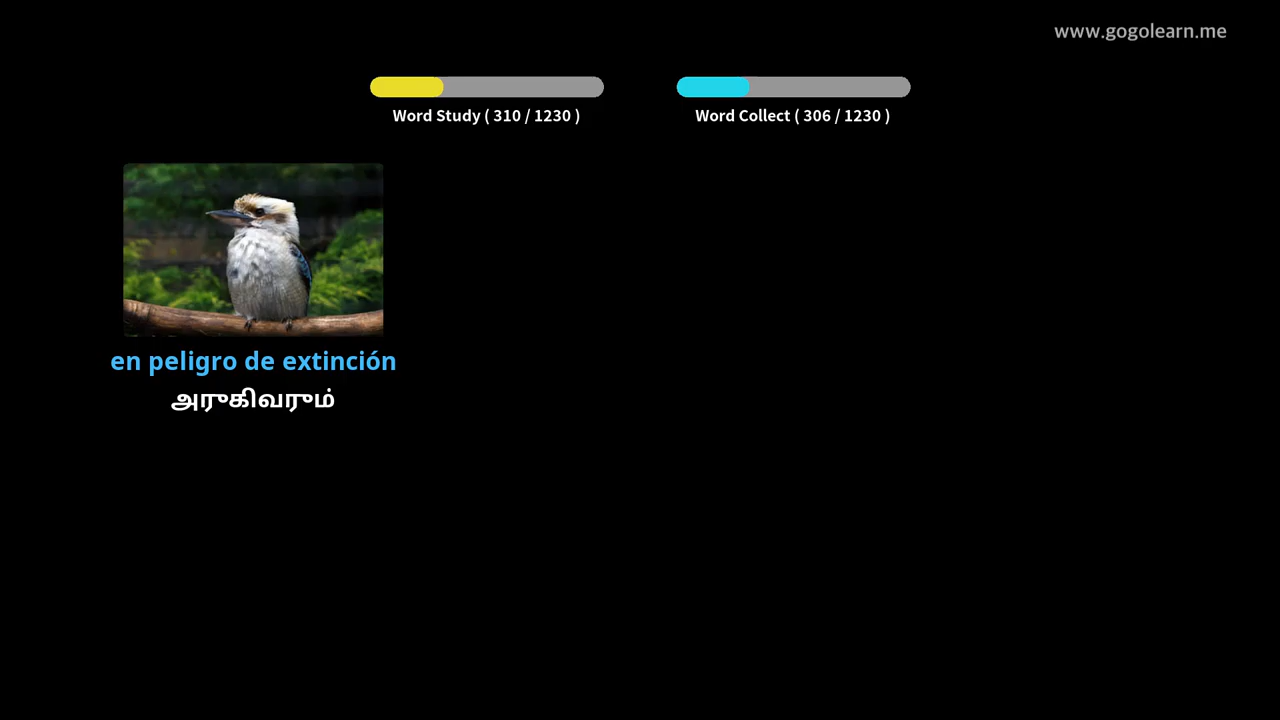 www.gogolearn.me
Word Study ( 310 / 1230 )
Word Collect ( 306 / 1230 )
en peligro de extinción
அருகிவரும்